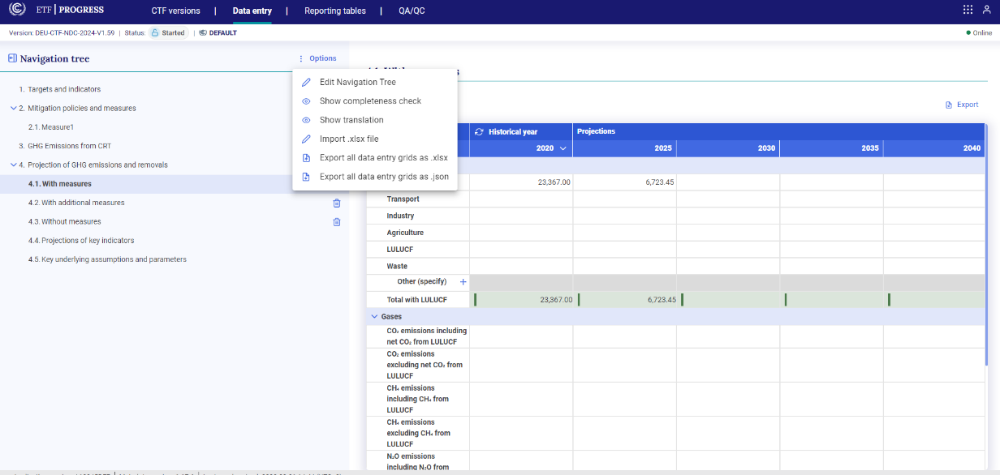 ETF | PROGRESS
CTF versions | Data entry | Reporting tables | QA/QC
Version: DEU-CTF-NDC-2024-V1.59 | Status: Started | DEFAULT
Online
Navigation tree
Options
1. Targets and indicators
2. Mitigation policies and measures
2.1. Measure1
3. GHG Emissions from CRT
4. Projection of GHG emissions and removals
4.1. With measures
4.2. With additional measures
4.3. Without measures
4.4. Projections of key indicators
4.5. Key underlying assumptions and parameters
Edit Navigation Tree
Show completeness check
Show translation
Import .xlsx file
Export all data entry grids as .xlsx
Export all data entry grids as .json
Export
Historical year Projections
2020 2025 2030 2035 2040
23,367.00 6,723.45
Transport
Industry
Agriculture
LULUCF
Waste
Other (specify) +
Total with LULUCF 23,367.00 6,723.45
Gases
CO₂ emissions including
net CO₂ from LULUCF
CO₂ emissions
excluding net CO₂ from
LULUCF
CH₄ emissions
including CH₄ from
LULUCF
CH₄ emissions
excluding CH₄ from
LULUCF
N₂O emissions
including N₂O from